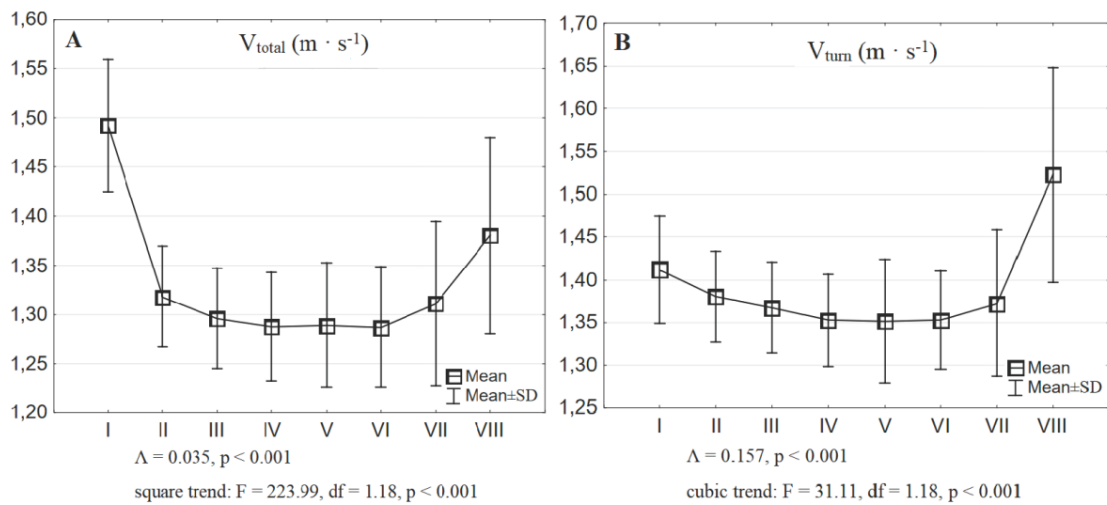 A
V_total (m · s⁻¹)
1,60
1,55
1,50
1,45
1,40
1,35
1,30
1,25
1,20
Mean
Mean±SD
I II III IV V VI VII VIII
Λ = 0.035, p < 0.001
square trend: F = 223.99, df = 1.18, p < 0.001
B
V_turn (m · s⁻¹)
1,70
1,65
1,60
1,55
1,50
1,45
1,40
1,35
1,30
1,25
Mean
Mean±SD
I II III IV V VI VII VIII
Λ = 0.157, p < 0.001
cubic trend: F = 31.11, df = 1.18, p < 0.001